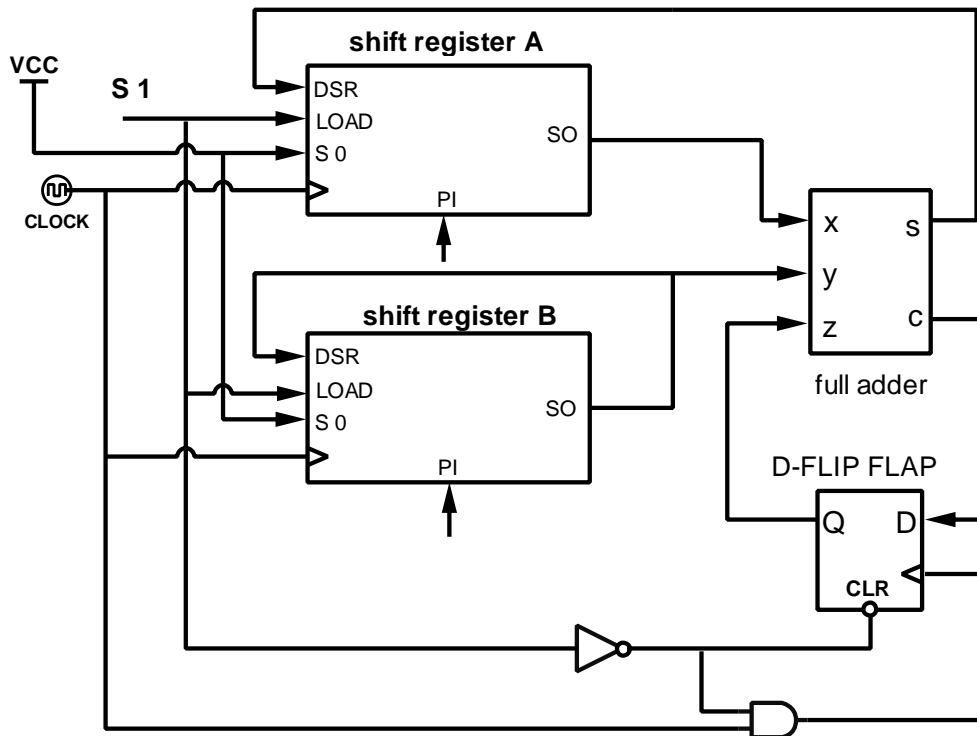 shift register A
VCC
S 1
DSR
LOAD
S 0
SO
PI
CLOCK
x
s
y
z
c
full adder
shift register B
DSR
LOAD
S 0
SO
PI
D-FLIP FLAP
Q
D
CLR